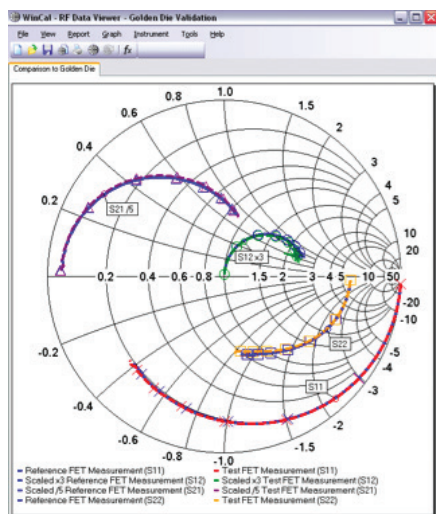 WinCal - RF Data Viewer - Golden Die Validation
File View Report Graph Instrument Tools Help
fx
Comparison to Golden Die
1.0
0.8 1.5
0.6 2
0.4 3
4
5
0.2 S21 /5 10
20
S12 x3
0.2 0.4 0.6 0.8 1.5 2 3 4 5 10 50
-20
-10
S22
-0.2 -5
-4
S11 -3
-0.4 -2
-0.6
-0.8 -1.5
-1.0
Reference FET Measurement (S11) Test FET Measurement (S11)
Scaled x3 Reference FET Measurement (S12) Scaled x3 Test FET Measurement (S12)
Scaled /5 Reference FET Measurement (S21) Scaled /5 Test FET Measurement (S21)
Reference FET Measurement (S22) Test FET Measurement (S22)